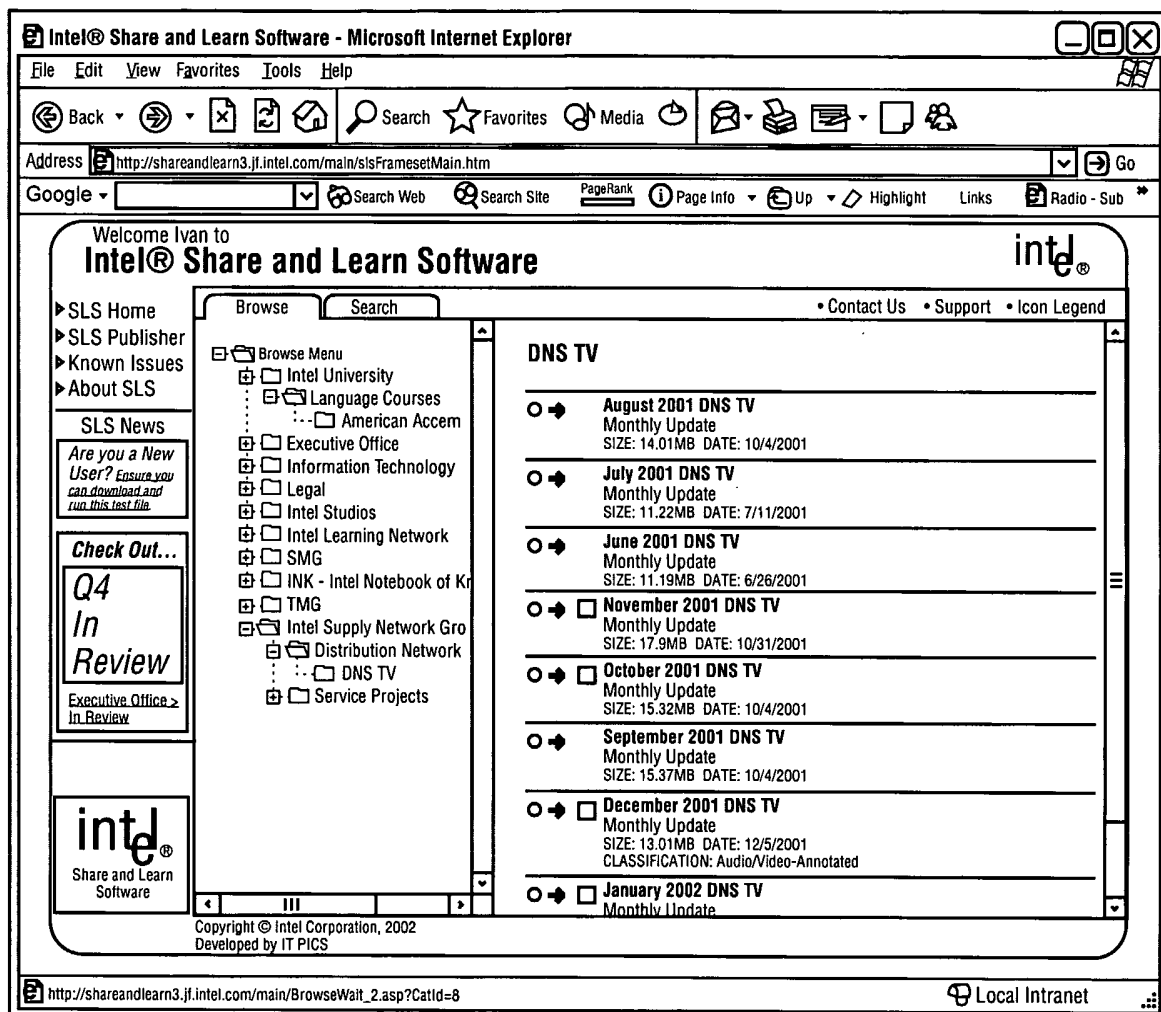 Intel® Share and Learn Software - Microsoft Internet Explorer
File Edit View Favorites Tools Help
Back Search Favorites Media
Address http://shareandlearn3.jf.intel.com/main/slsFramesetMain.htm Go
Google Search Web Search Site PageRank Page Info Up Highlight Links Radio - Sub »
Welcome Ivan to
Intel® Share and Learn Software
intel®
SLS Home
SLS Publisher
Known Issues
About SLS
SLS News
Are you a New
User? Ensure you
can download and
run this test file.
Check Out...
Q4
In
Review
Executive Office >
In Review
intel®
Share and Learn
Software
Browse Search
• Contact Us • Support • Icon Legend
Browse Menu
Intel University
Language Courses
American Accem
Executive Office
Information Technology
Legal
Intel Studios
Intel Learning Network
SMG
INK - Intel Notebook of Kr
TMG
Intel Supply Network Gro
Distribution Network
DNS TV
Service Projects
DNS TV
August 2001 DNS TV
Monthly Update
SIZE: 14.01MB DATE: 10/4/2001
July 2001 DNS TV
Monthly Update
SIZE: 11.22MB DATE: 7/11/2001
June 2001 DNS TV
Monthly Update
SIZE: 11.19MB DATE: 6/26/2001
November 2001 DNS TV
Monthly Update
SIZE: 17.9MB DATE: 10/31/2001
October 2001 DNS TV
Monthly Update
SIZE: 15.32MB DATE: 10/4/2001
September 2001 DNS TV
Monthly Update
SIZE: 15.37MB DATE: 10/4/2001
December 2001 DNS TV
Monthly Update
SIZE: 13.01MB DATE: 12/5/2001
CLASSIFICATION: Audio/Video-Annotated
January 2002 DNS TV
Monthly Update
Copyright © Intel Corporation, 2002
Developed by IT PICS
http://shareandlearn3.jf.intel.com/main/BrowseWait_2.asp?CatId=8
Local Intranet